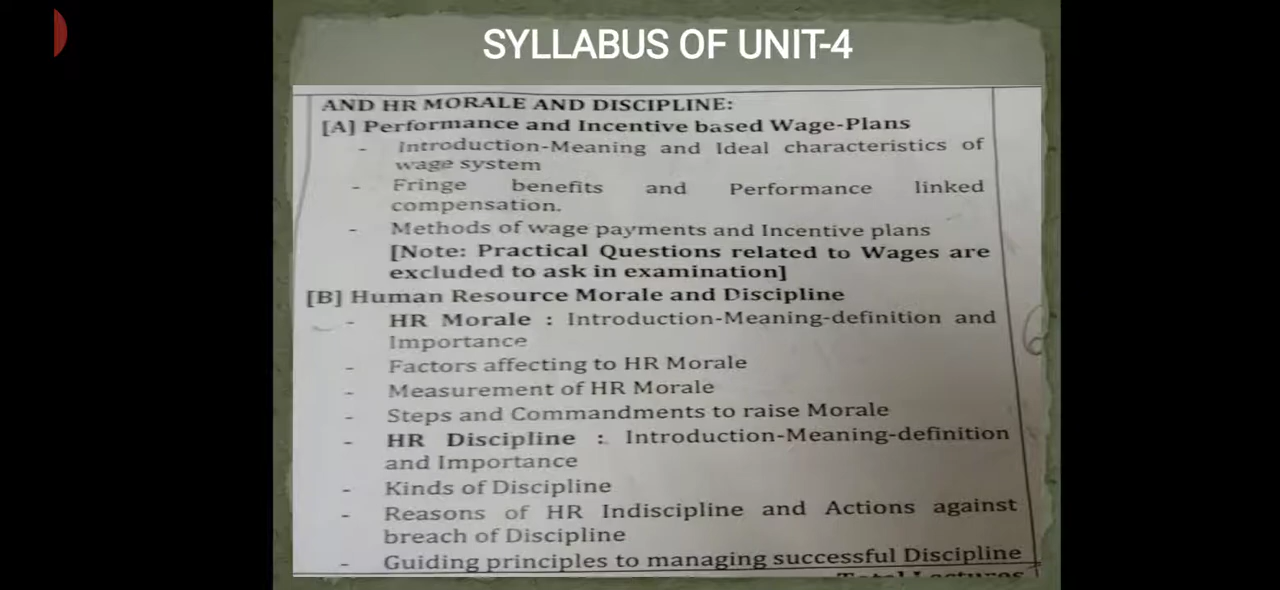 SYLLABUS OF UNIT-4
AND HR MORALE AND DISCIPLINE:
[A] Performance and Incentive based Wage-Plans
- Introduction-Meaning and Ideal characteristics of
wage system
- Fringe benefits and Performance linked
compensation.
- Methods of wage payments and Incentive plans
[Note: Practical Questions related to Wages are
excluded to ask in examination]
[B] Human Resource Morale and Discipline
- HR Morale : Introduction-Meaning-definition and
Importance
- Factors affecting to HR Morale
- Measurement of HR Morale
- Steps and Commandments to raise Morale
- HR Discipline : Introduction-Meaning-definition
and Importance
- Kinds of Discipline
- Reasons of HR Indiscipline and Actions against
breach of Discipline
- Guiding principles to managing successful Discipline
Total Lectures